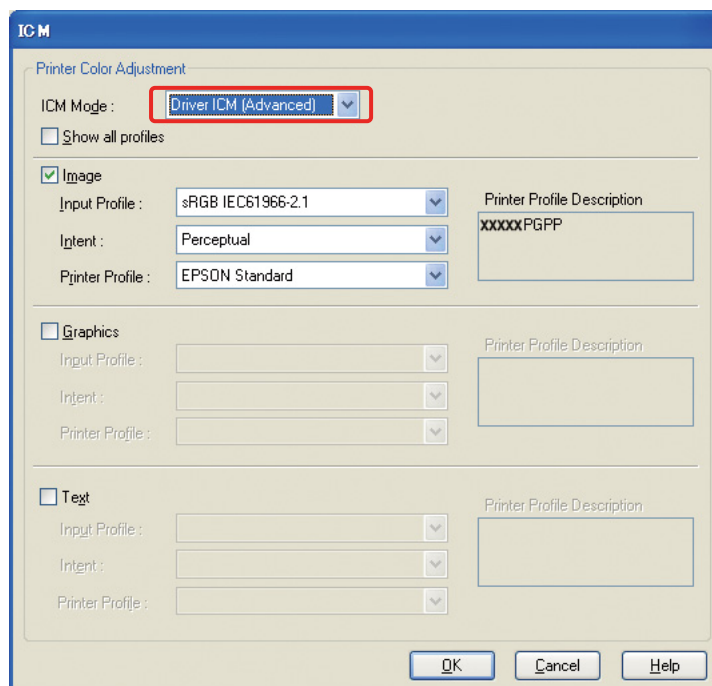 ICM
Printer Color Adjustment
ICM Mode : Driver ICM (Advanced)
Show all profiles
Image
Input Profile : sRGB IEC61966-2.1 Printer Profile Description
xxxxxPGPP
Intent : Perceptual
Printer Profile : EPSON Standard
Graphics
Printer Profile Description
Input Profile :
Intent :
Printer Profile :
Text
Printer Profile Description
Input Profile :
Intent :
Printer Profile :
OK Cancel Help